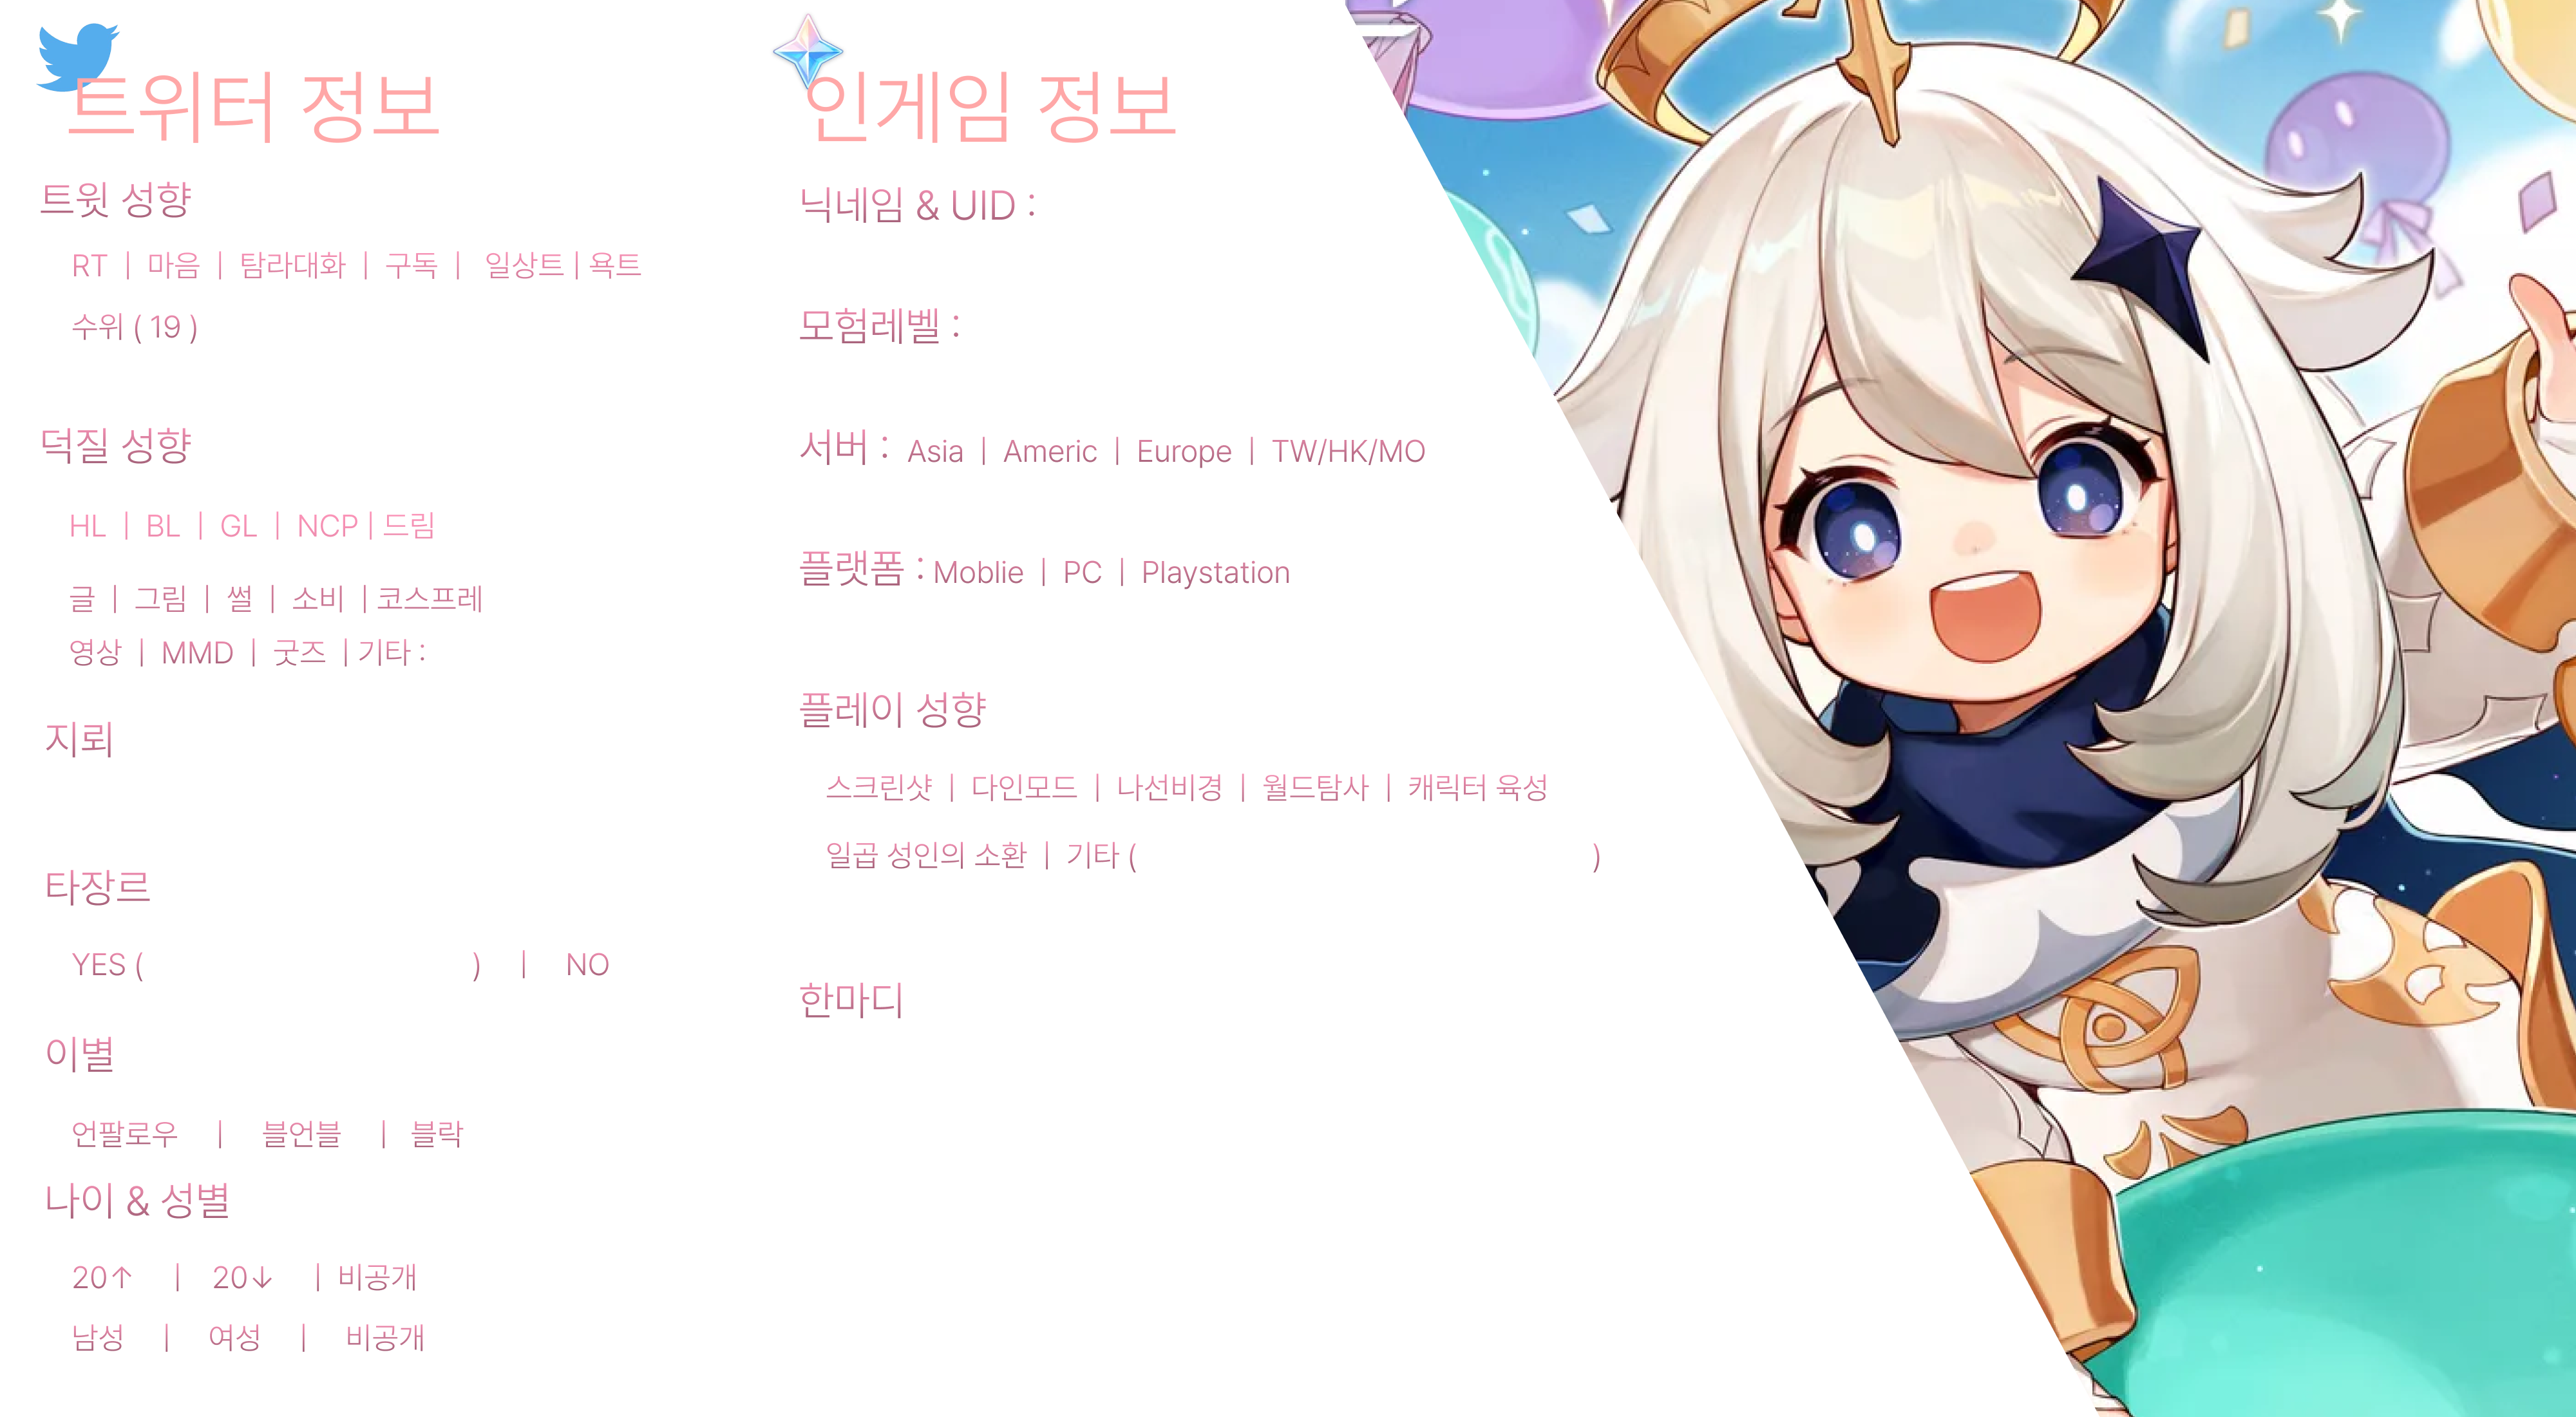 트위터 정보
트윗 성향
RT | 마음 | 탐라대화 | 구독 | 일상트 | 욕트
수위 ( 19 )
덕질 성향
HL | BL | GL | NCP | 드림
글 | 그림 | 썰 | 소비 | 코스프레
영상 | MMD | 굿즈 | 기타 :
지뢰
타장르
YES ( ) | NO
이별
언팔로우 | 블언블 | 블락
나이 & 성별
20↑ | 20↓ | 비공개
남성 | 여성 | 비공개
인게임 정보
닉네임 & UID :
모험레벨 :
서버 : Asia | Americ | Europe | TW/HK/MO
플랫폼 : Moblie | PC | Playstation
플레이 성향
스크린샷 | 다인모드 | 나선비경 | 월드탐사 | 캐릭터 육성
일곱 성인의 소환 | 기타 ( )
한마디